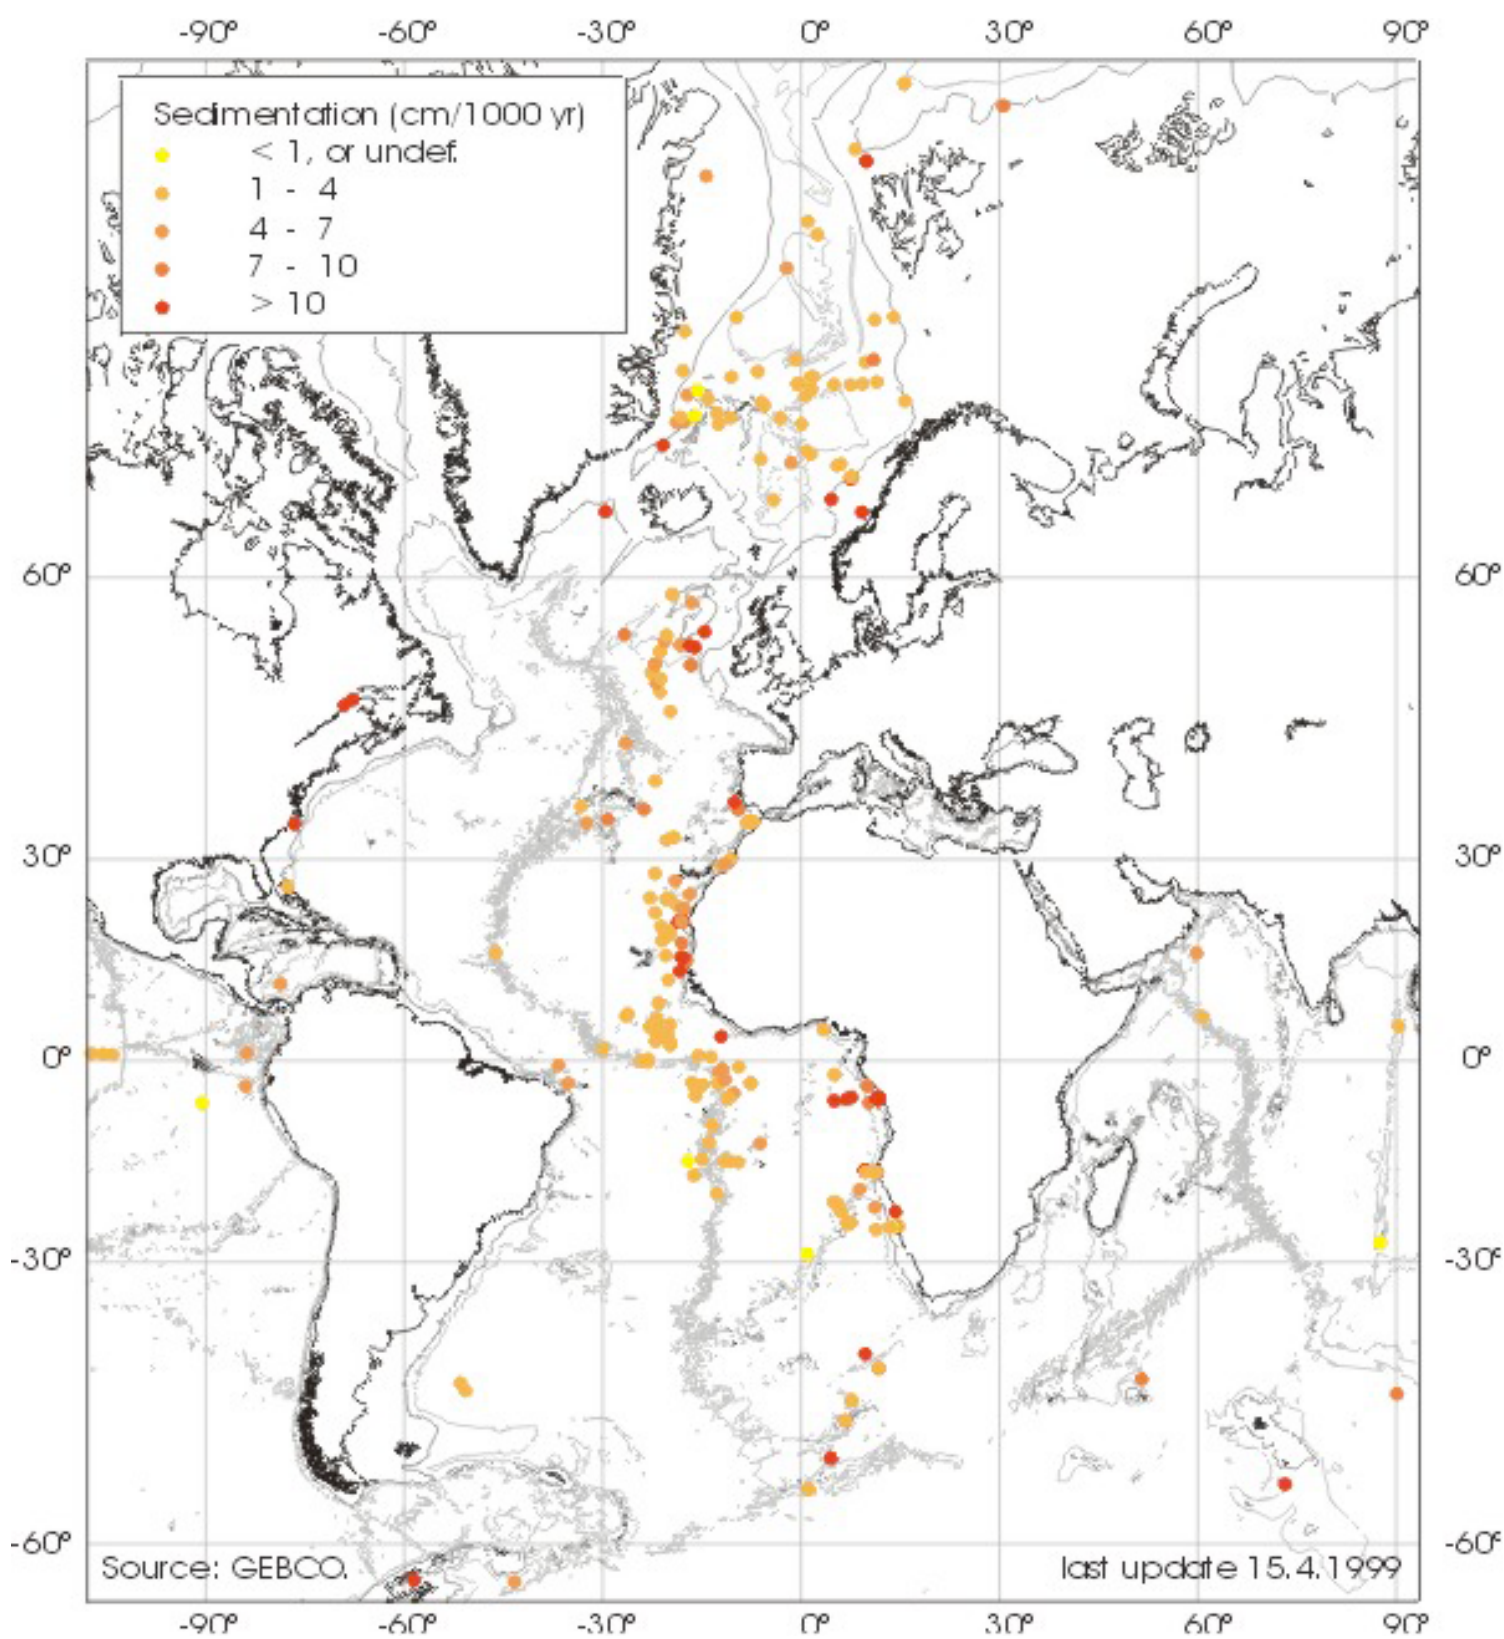 -90° -60° -30° 0° 30° 60° 90°
Sedimentation (cm/1000 yr)
< 1, or undef.
1 - 4
4 - 7
7 - 10
> 10
60° 60°
30° 30°
0° 0°
-30° -30°
-60° -60°
Source: GEBCO. last update 15.4.1999
-90° -60° -30° 0° 30° 60° 90°